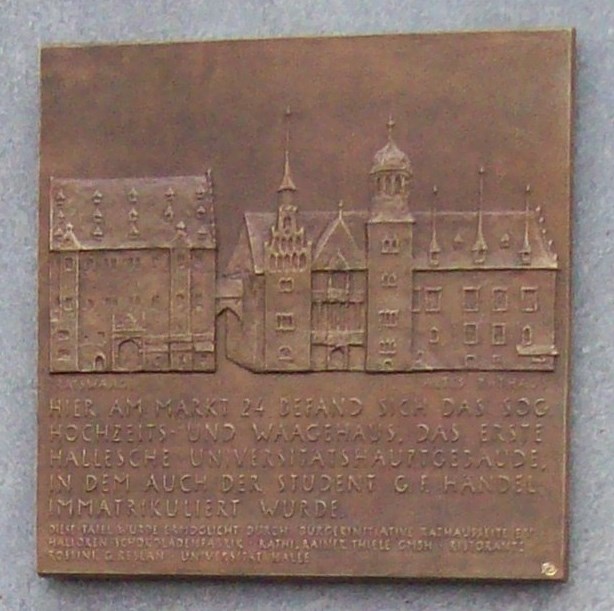 RATSWAAGE ALTES RATHAUS
HIER AM MARKT 24 BEFAND SICH DAS SOG.
HOCHZEITS- UND WAAGEHAUS, DAS ERSTE
HALLESCHE UNIVERSITÄTSHAUPTGEBÄUDE,
IN DEM AUCH DER STUDENT G. F. HÄNDEL
IMMATRIKULIERT WURDE.
DIESE TAFEL WURDE ERMÖGLICHT DURCH: BÜRGERINITIATIVE RATHAUSSEITE E.V.
HALLOREN SCHOKOLADENFABRIK · KATHI, RAINER THIELE GMBH · RISTORANTE
ROSSINI, UNIVERSITÄT HALLE